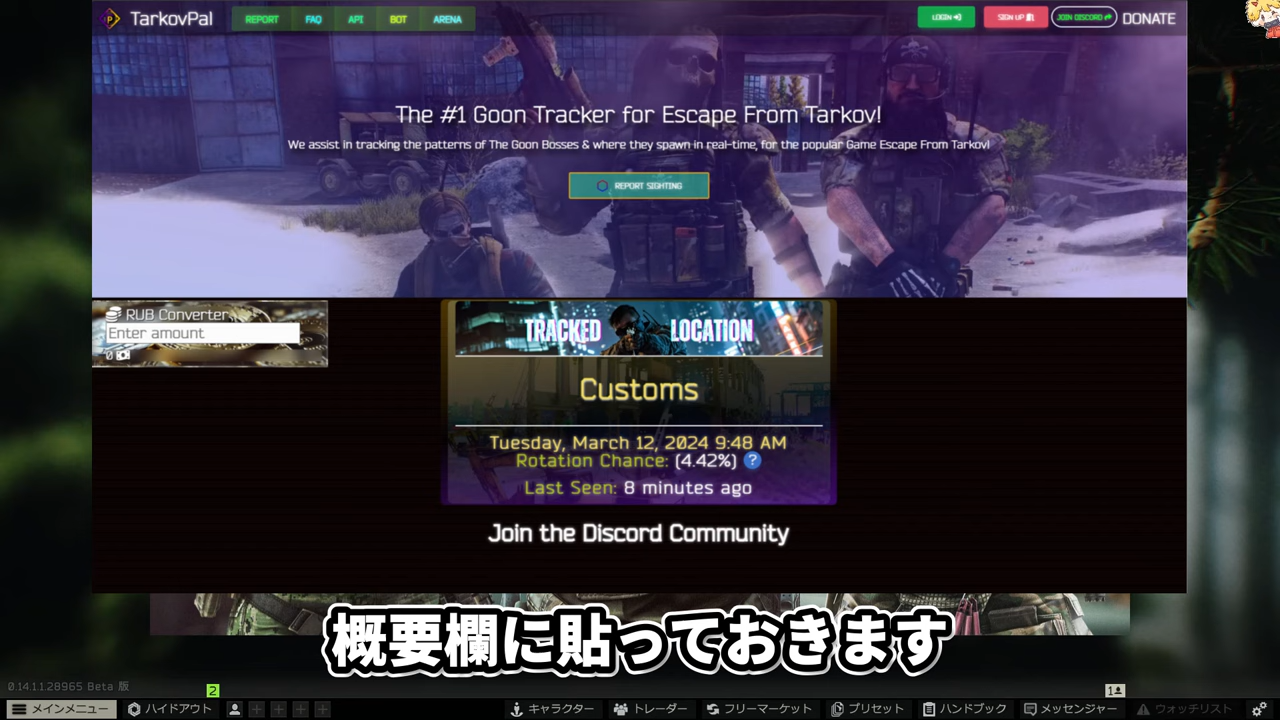 TarkovPal
REPORT FAQ API BOT ARENA
LOGIN
SIGN UP
JOIN DISCORD
DONATE
The #1 Goon Tracker for Escape From Tarkov!
We assist in tracking the patterns of The Goon Bosses & where they spawn in real-time, for the popular Game Escape From Tarkov!
REPORT SIGHTING
RUB Converter
Enter amount
0
TRACKED LOCATION
Customs
Tuesday, March 12, 2024 9:48 AM
Rotation Chance: (4.42%) ?
Last Seen: 8 minutes ago
Join the Discord Community
概要欄に貼っておきます
0.14.1.1.28965 Beta 版
2
1
メインメニュー ハイドアウト キャラクター トレーダー フリーマーケット プリセット ハンドブック メッセンジャー ウォッチリスト